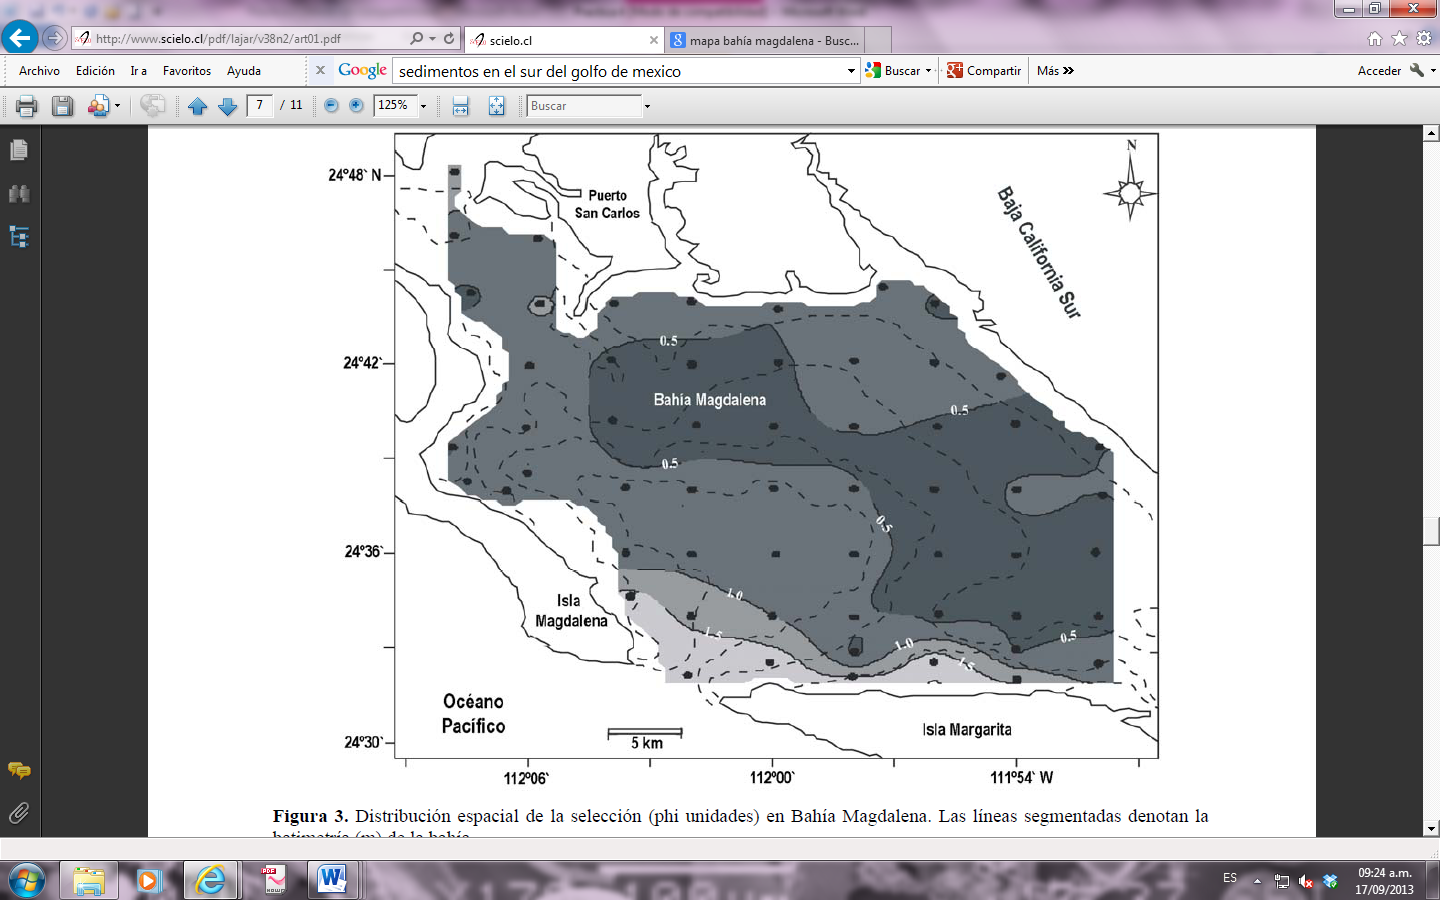 http://www.scielo.cl/pdf/lajar/v38n2/art01.pdf
scielo.cl
mapa bahía magdalena - Busc...
Archivo Edición Ir a Favoritos Ayuda
x Google sedimentos en el sur del golfo de mexico Buscar Compartir Más » Acceder
7 / 11 125% Buscar
N
24°48` N
Puerto
San Carlos
Baja California Sur
0.5
24°42`
Bahía Magdalena
0.5
0.5
0.5
24°36`
1.0
Isla
Magdalena
1.5
1.0
0.5
1.5
Océano
Pacífico
Isla Margarita
24°30`
5 km
112°06` 112°00` 111°54` W
Figura 3. Distribución espacial de la selección (phi unidades) en Bahía Magdalena. Las líneas segmentadas denotan la
batimetría (m) de la bahía.
ES
09:24 a.m.
17/09/2013